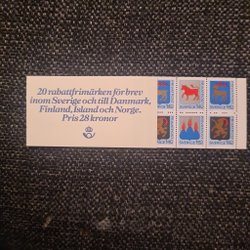 20 rabattfrimärken för brev
inom Sverige och till Danmark,
Finland, Island och Norge.
Pris 28 kronor